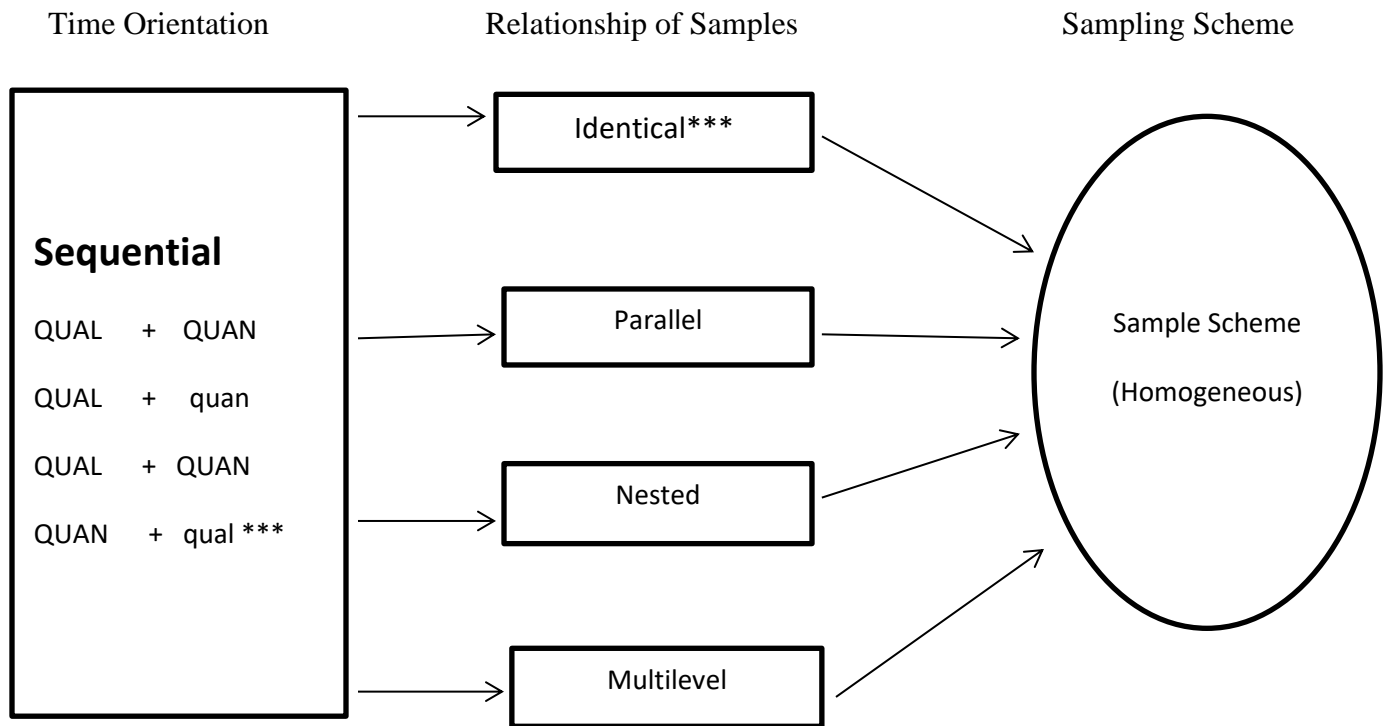 Time Orientation Relationship of Samples Sampling Scheme
Sequential
QUAL + QUAN
QUAL + quan
QUAL + QUAN
QUAN + qual ***
Identical***
Parallel
Nested
Multilevel
Sample Scheme
(Homogeneous)